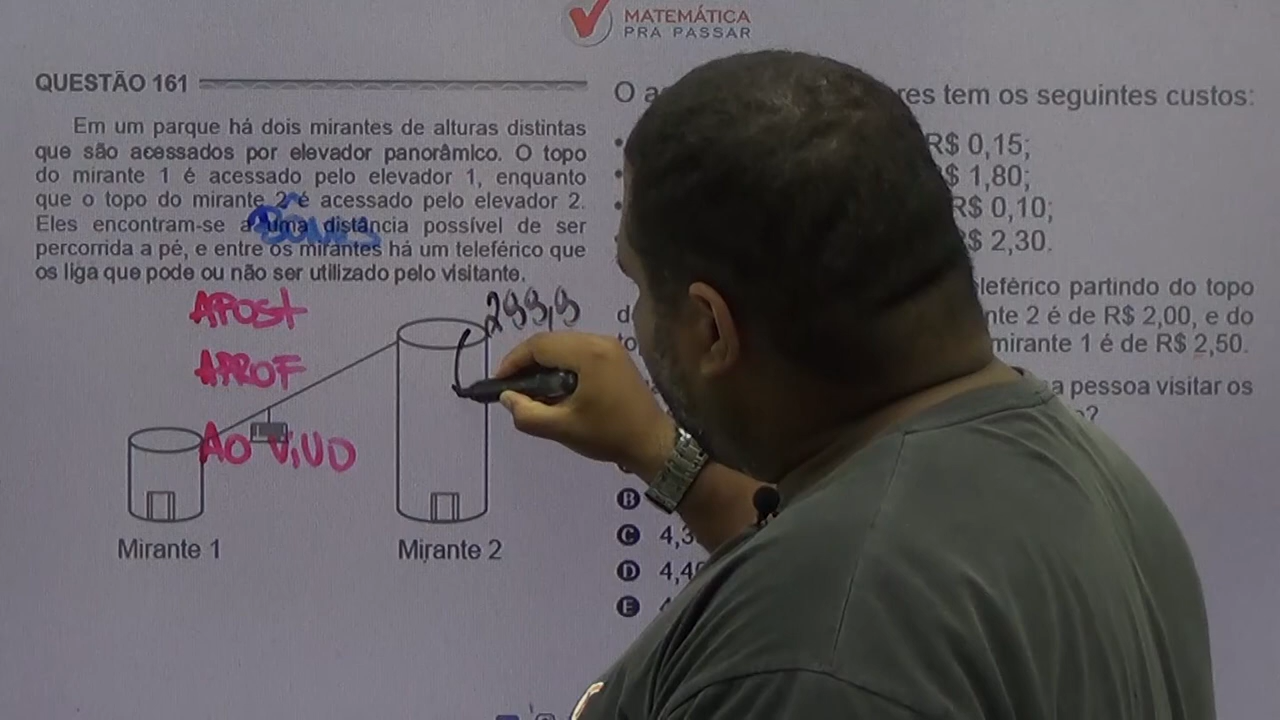 MATEMÁTICA
PRA PASSAR
QUESTÃO 161
Em um parque há dois mirantes de alturas distintas
que são acessados por elevador panorâmico. O topo
do mirante 1 é acessado pelo elevador 1, enquanto
que o topo do mirante 2 é acessado pelo elevador 2.
Eles encontram-se a uma distância possível de ser
percorrida a pé, e entre os mirantes há um teleférico que
os liga que pode ou não ser utilizado pelo visitante.
APOST
APROF
AO VIVO
299,9
Mirante 1
Mirante 2
O
res tem os seguintes custos:
R$ 0,15;
$ 1,80;
R$ 0,10;
$ 2,30.
leférico partindo do topo
nte 2 é de R$ 2,00, e do
mirante 1 é de R$ 2,50.
a pessoa visitar os
?
B
C 4,3
D 4,4
E